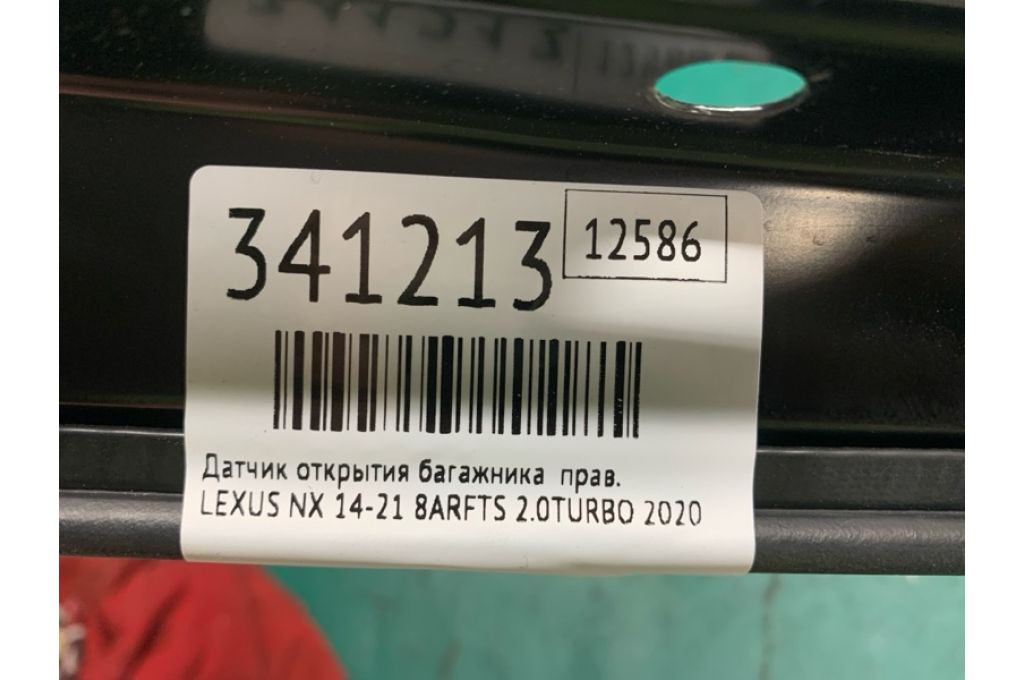 341213
12586
Датчик открытия багажника прав.
LEXUS NX 14-21 8ARFTS 2.0TURBO 2020